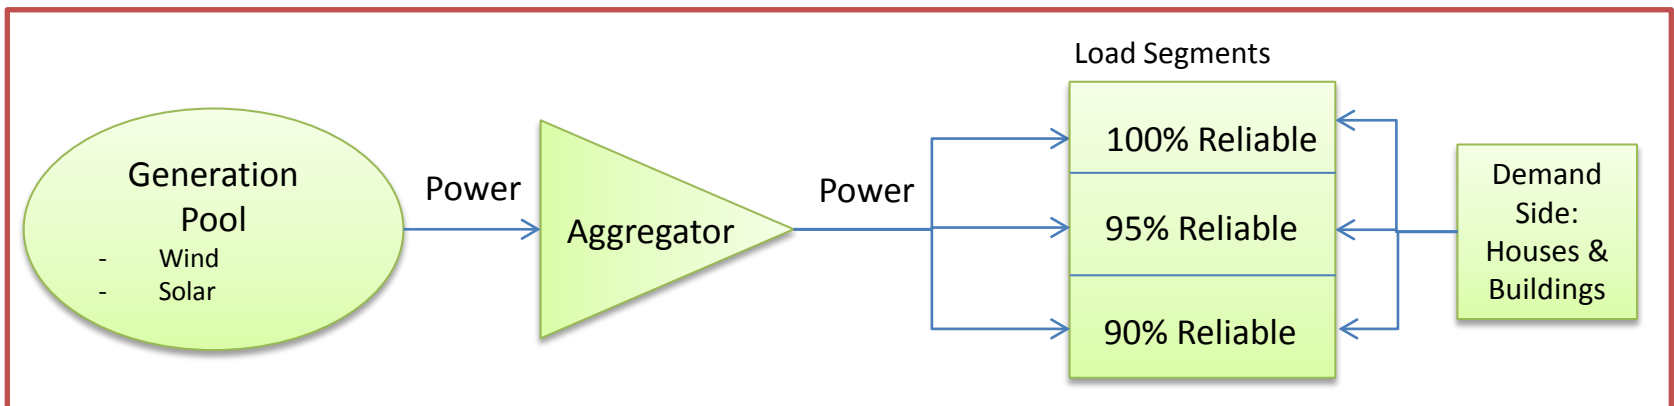 Generation
Pool
- Wind
- Solar
Power
Aggregator
Power
Load Segments
100% Reliable
95% Reliable
90% Reliable
Demand
Side:
Houses &
Buildings